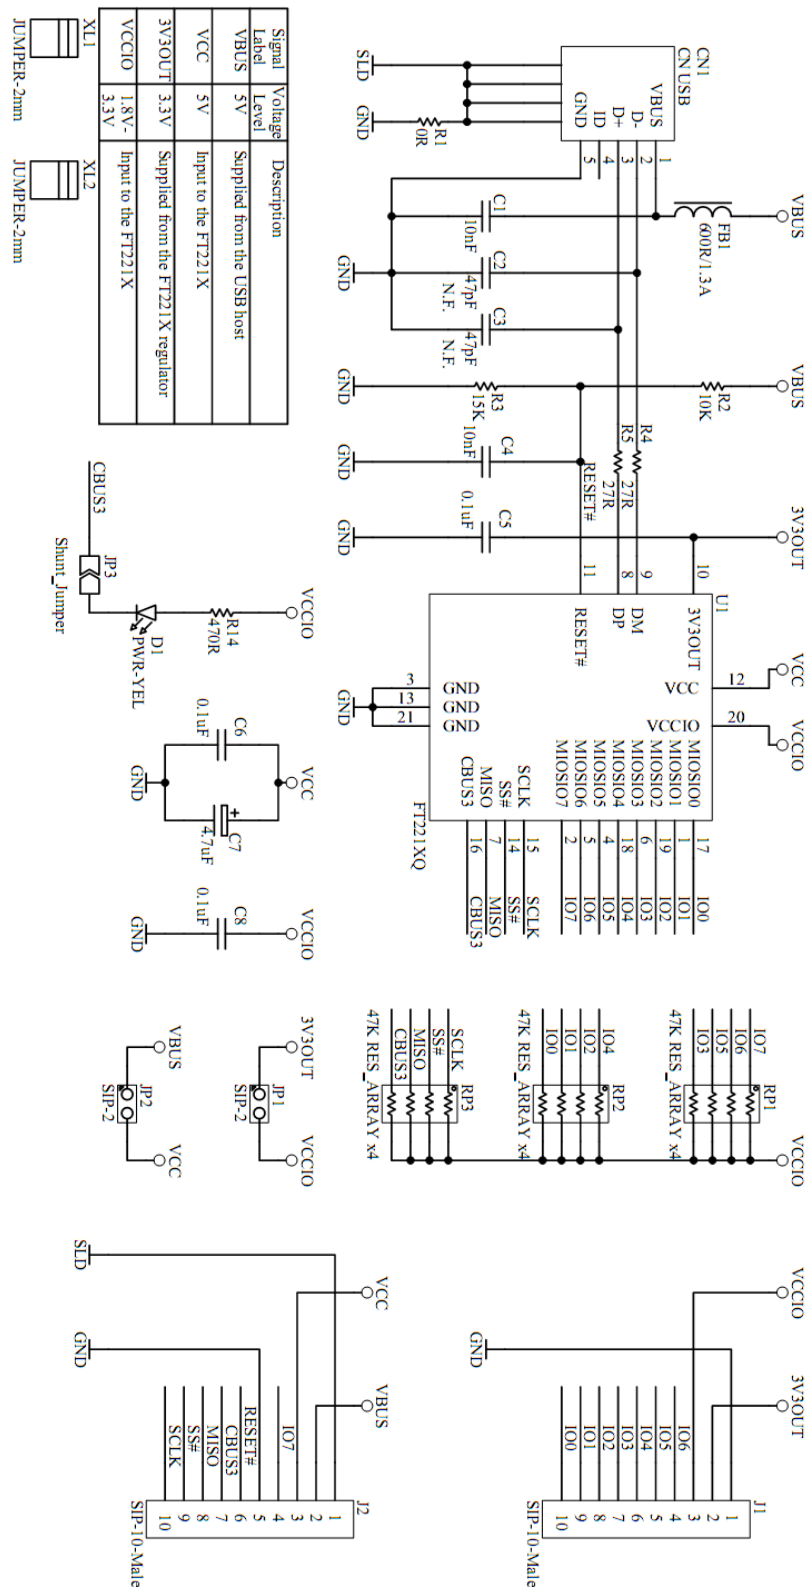 CN1
CN USB
VBUS
D-
D+
ID
GND
1
2
3
4
5
SLD
GND
R1
0R
VBUS
FB1
600R/1.3A
C1
10nF
C2
47pF
N.F.
C3
47pF
N.F.
GND
VBUS
R2
10K
R3
15K
GND
R4
27R
R5
27R
C4
10nF
GND
RESET#
3V3OUT
C5
0.1uF
GND
U1
10
3V3OUT
9
DM
8
DP
11
RESET#
VCC
12
VCC
VCCIO
20
VCCIO
3
GND
13
GND
21
GND
GND
MIOSIO0
17
IO0
MIOSIO1
1
IO1
MIOSIO2
19
IO2
MIOSIO3
6
IO3
MIOSIO4
18
IO4
MIOSIO5
4
IO5
MIOSIO6
5
IO6
MIOSIO7
2
IO7
SCLK
15
SCLK
SS#
14
SS#
MISO
7
MISO
CBUS3
16
CBUS3
FT221XQ
VCCIO
RP1
IO7
IO6
IO5
IO3
47K RES_ARRAY x4
RP2
IO4
IO2
IO1
IO0
47K RES_ARRAY x4
RP3
SCLK
SS#
MISO
CBUS3
47K RES_ARRAY x4
VCCIO
3V3OUT
GND
J1
1
2
3
4
5
6
7
8
9
10
IO6
IO5
IO4
IO3
IO2
IO1
IO0
SIP-10-Male
Signal Label
Voltage Level
Description
VBUS
5V
Supplied from the USB host
VCC
5V
Input to the FT221X
3V3OUT
3.3V
Supplied from the FT221X regulator
VCCIO
1.8V-
3.3V
Input to the FT221X
XL1
JUMPER-2mm
XL2
JUMPER-2mm
CBUS3
JP3
Shunt_Jumper
D1
PWR-YEL
R14
470R
VCCIO
VCC
C6
0.1uF
C7
+
4.7uF
GND
VCCIO
C8
0.1uF
GND
3V3OUT
JP1
SIP-2
VCCIO
VBUS
JP2
SIP-2
VCC
VCC
VBUS
SLD
GND
J2
1
2
3
4
5
6
7
8
9
10
IO7
RESET#
CBUS3
MISO
SS#
SCLK
SIP-10-Male